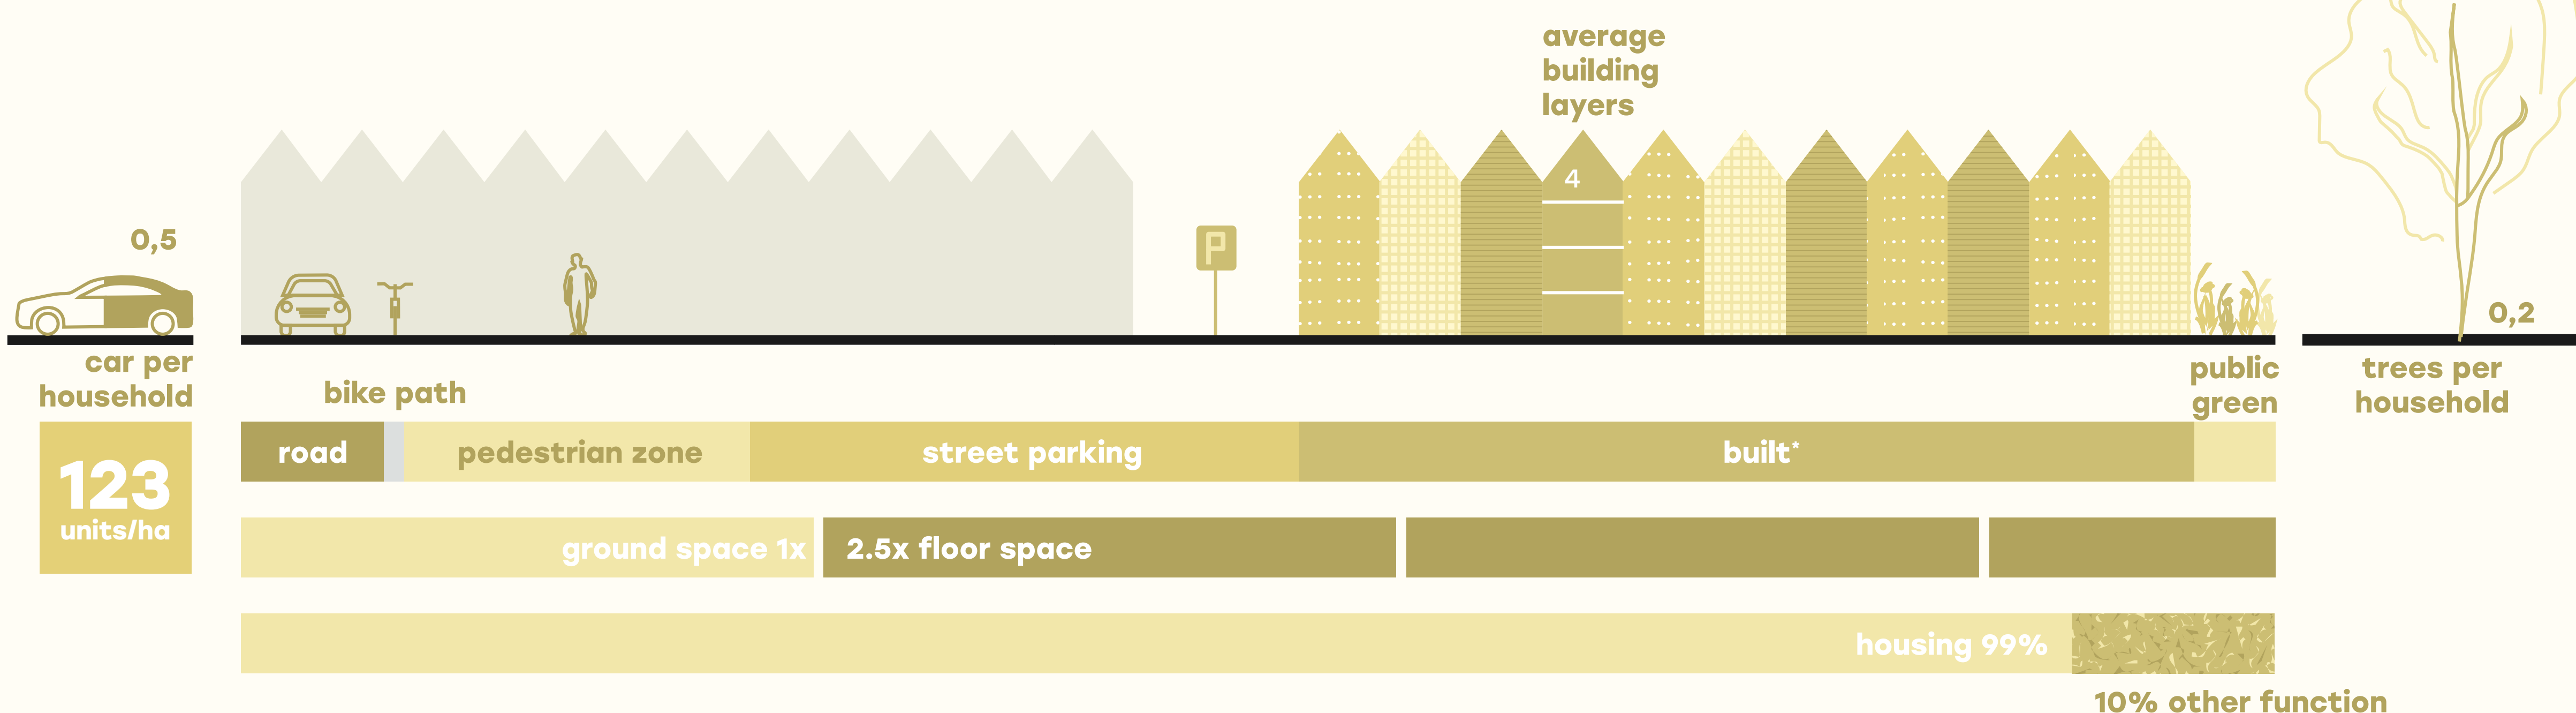 average
building
layers
4
0,5
P
0,2
car per
household
bike path
public
green
trees per
household
road
pedestrian zone
street parking
built*
123
units/ha
ground space 1x
2.5x floor space
housing 99%
10% other function